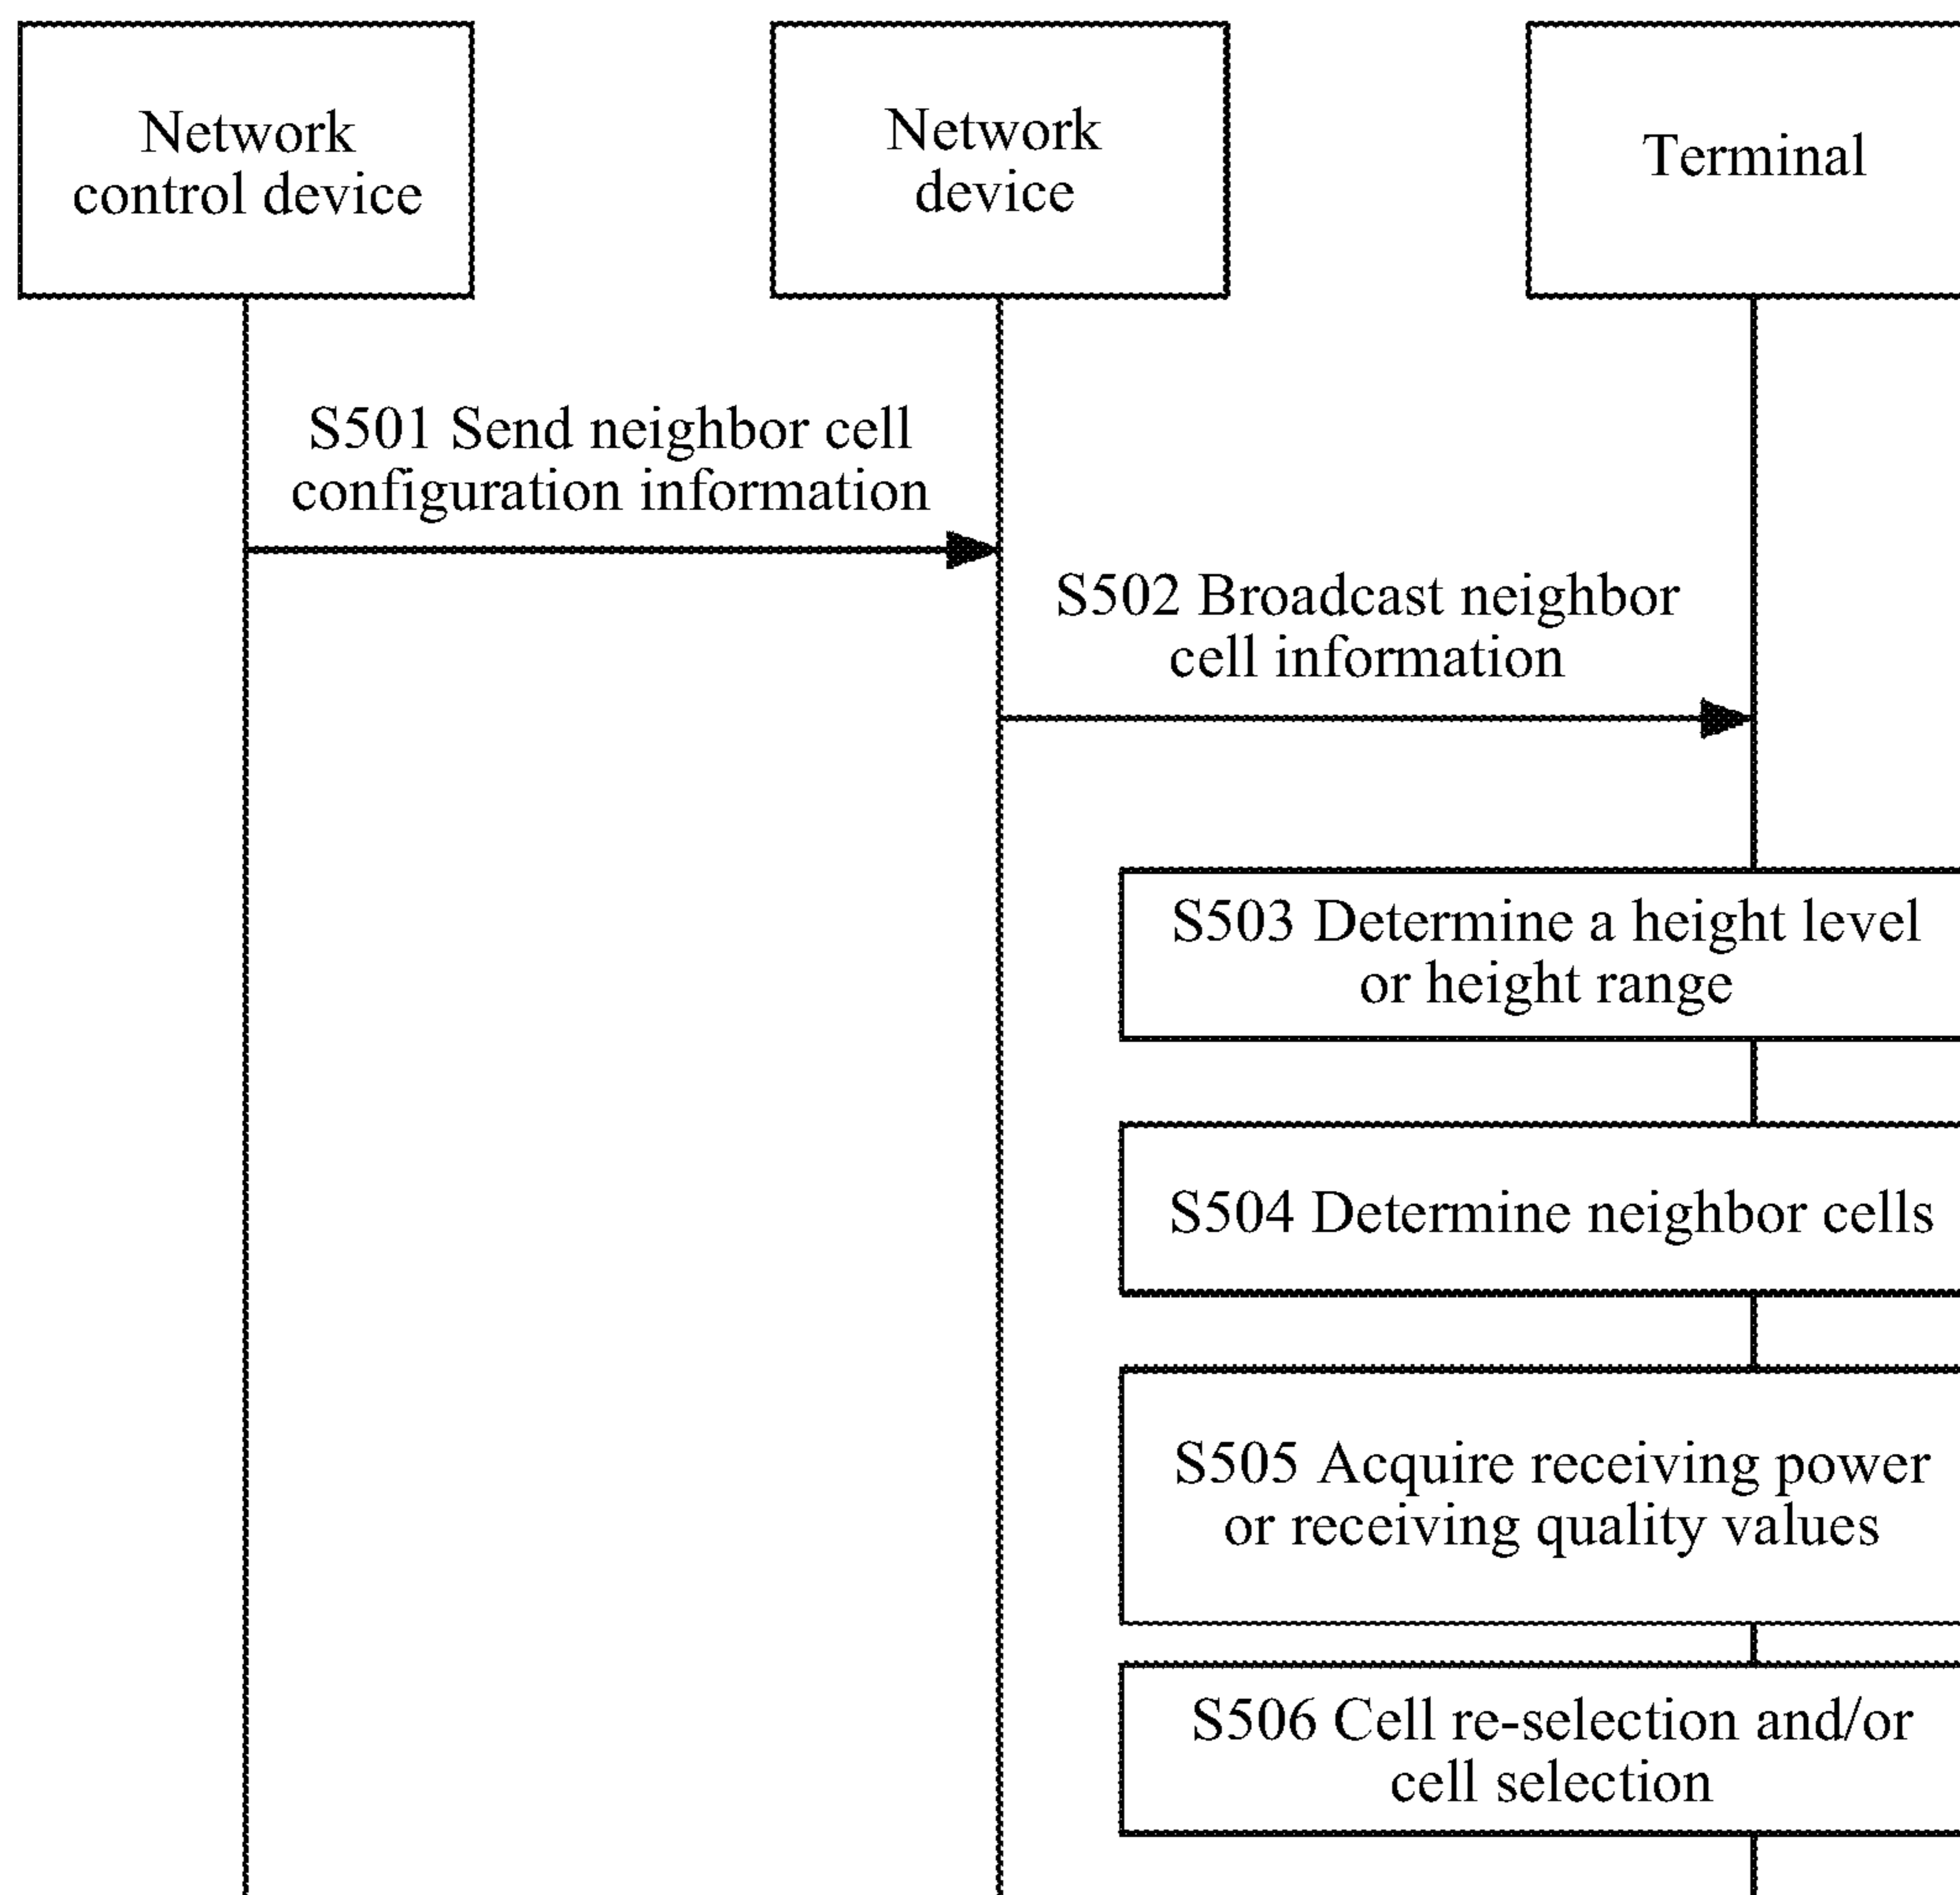 Network
control device
Network
device
Terminal
S501 Send neighbor cell
configuration information
S502 Broadcast neighbor
cell information
S503 Determine a height level
or height range
S504 Determine neighbor cells
S505 Acquire receiving power
or receiving quality values
S506 Cell re-selection and/or
cell selection